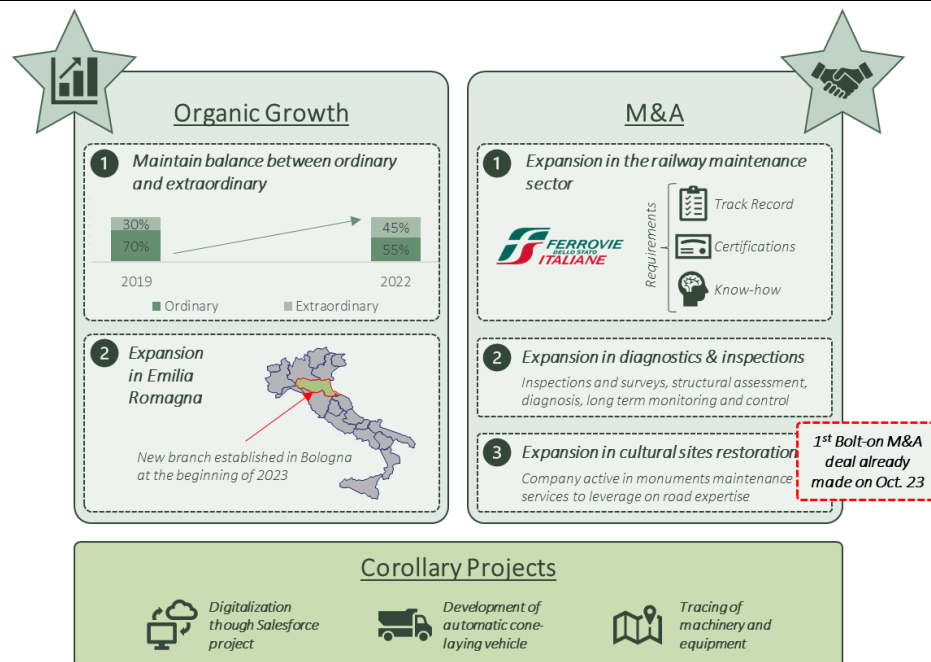 Organic Growth
1 Maintain balance between ordinary
and extraordinary
30%
70%
45%
55%
2019
2022
Ordinary
Extraordinary
2 Expansion
in Emilia
Romagna
New branch established in Bologna
at the beginning of 2023
M&A
1 Expansion in the railway maintenance
sector
FERROVIE
DELLO STATO
ITALIANE
Requirements
Track Record
Certifications
Know-how
2 Expansion in diagnostics & inspections
Inspections and surveys, structural assessment,
diagnosis, long term monitoring and control
3 Expansion in cultural sites restoration
Company active in monuments maintenance
services to leverage on road expertise
1st Bolt-on M&A
deal already
made on Oct. 23
Corollary Projects
Digitalization
though Salesforce
project
Development of
automatic cone-
laying vehicle
Tracing of
machinery and
equipment